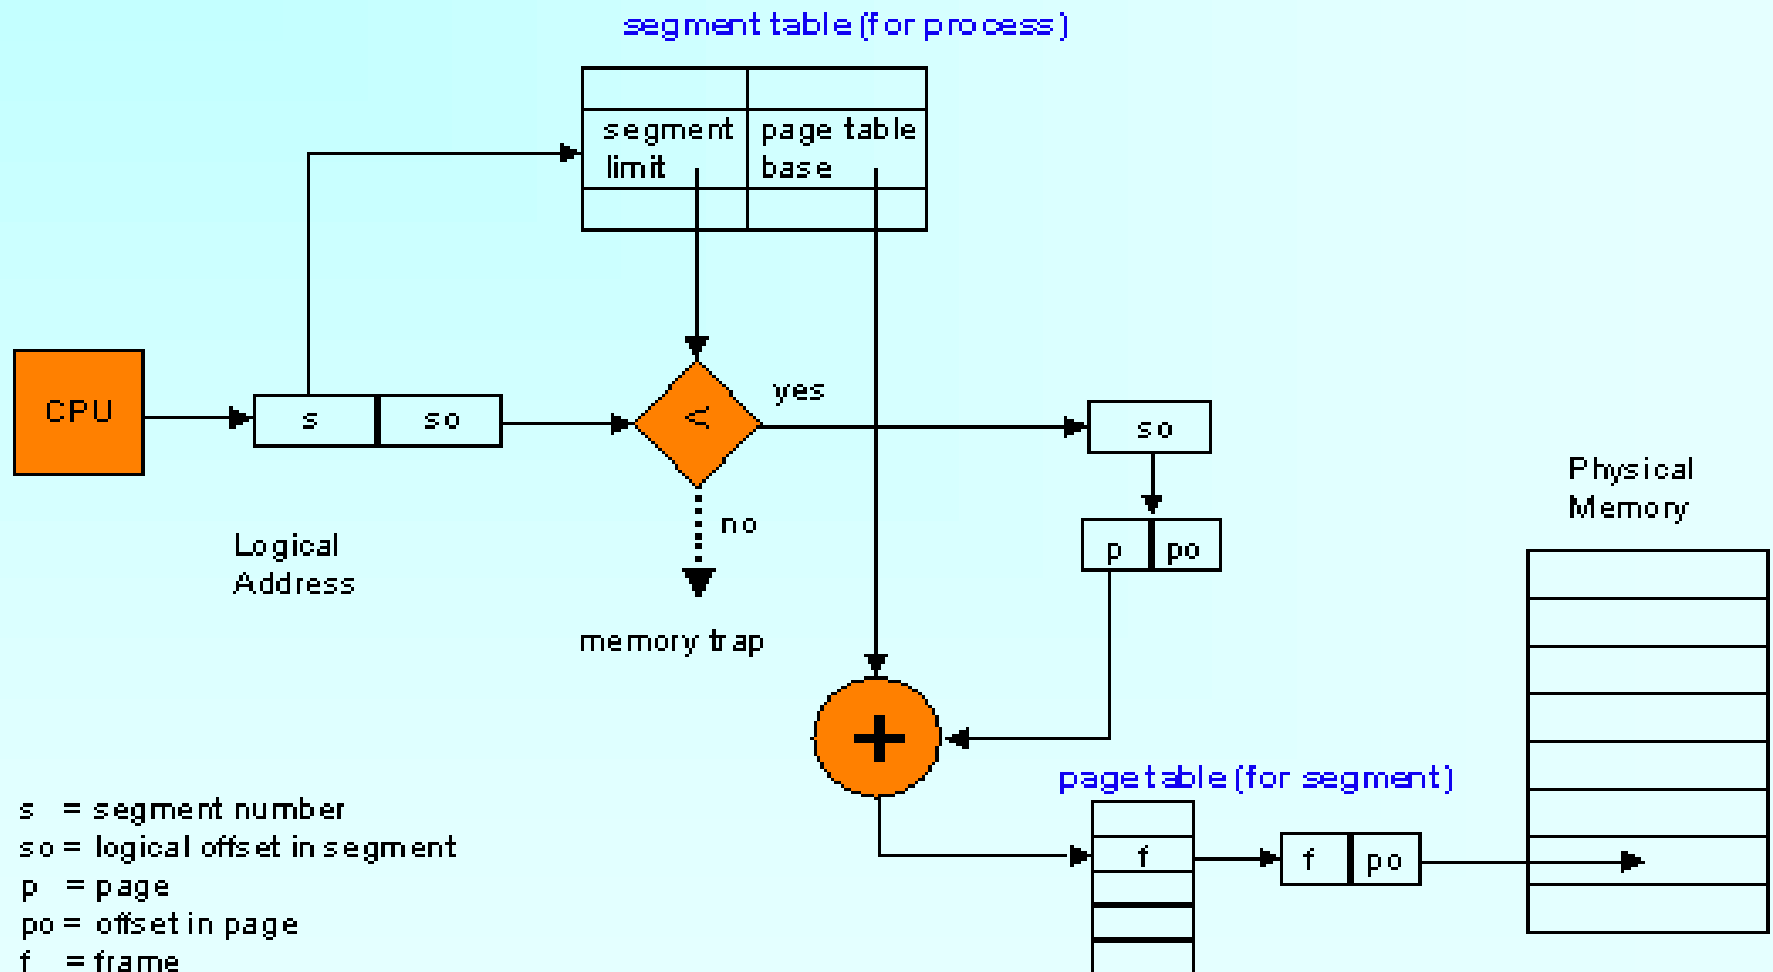 segment table (for process)
segment limit
page table base
CPU
s
so
<
yes
so
no
p
po
Logical
Address
memory trap
Physical
Memory
+
page table (for segment)
f
f
po
s = segment number
so = logical offset in segment
p = page
po = offset in page
f = frame